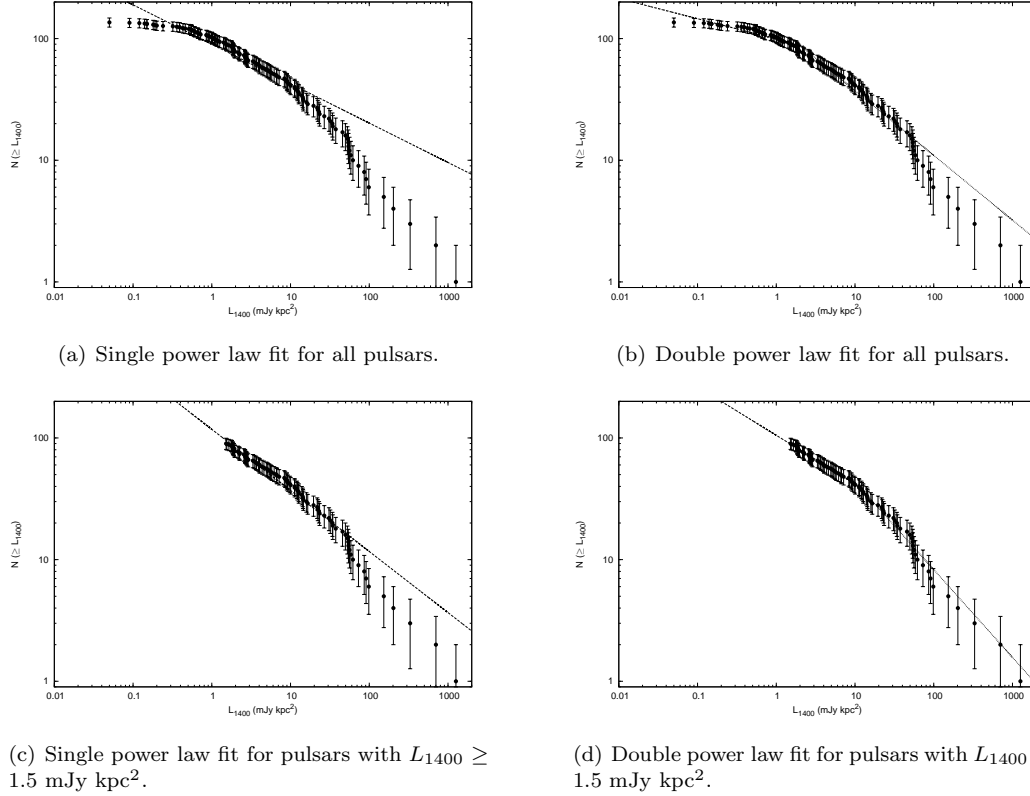 100
10
1
0.01 0.1 1 10 100 1000
N (≥ L₁₄₀₀)
L₁₄₀₀ (mJy kpc²)
100
10
1
0.01 0.1 1 10 100 1000
N (≥ L₁₄₀₀)
L₁₄₀₀ (mJy kpc²)
(a) Single power law fit for all pulsars.
(b) Double power law fit for all pulsars.
100
10
1
0.01 0.1 1 10 100 1000
N (≥ L₁₄₀₀)
L₁₄₀₀ (mJy kpc²)
100
10
1
0.01 0.1 1 10 100 1000
N (≥ L₁₄₀₀)
L₁₄₀₀ (mJy kpc²)
(c) Single power law fit for pulsars with L₁₄₀₀ ≥
1.5 mJy kpc².
(d) Double power law fit for pulsars with L₁₄₀₀
1.5 mJy kpc².